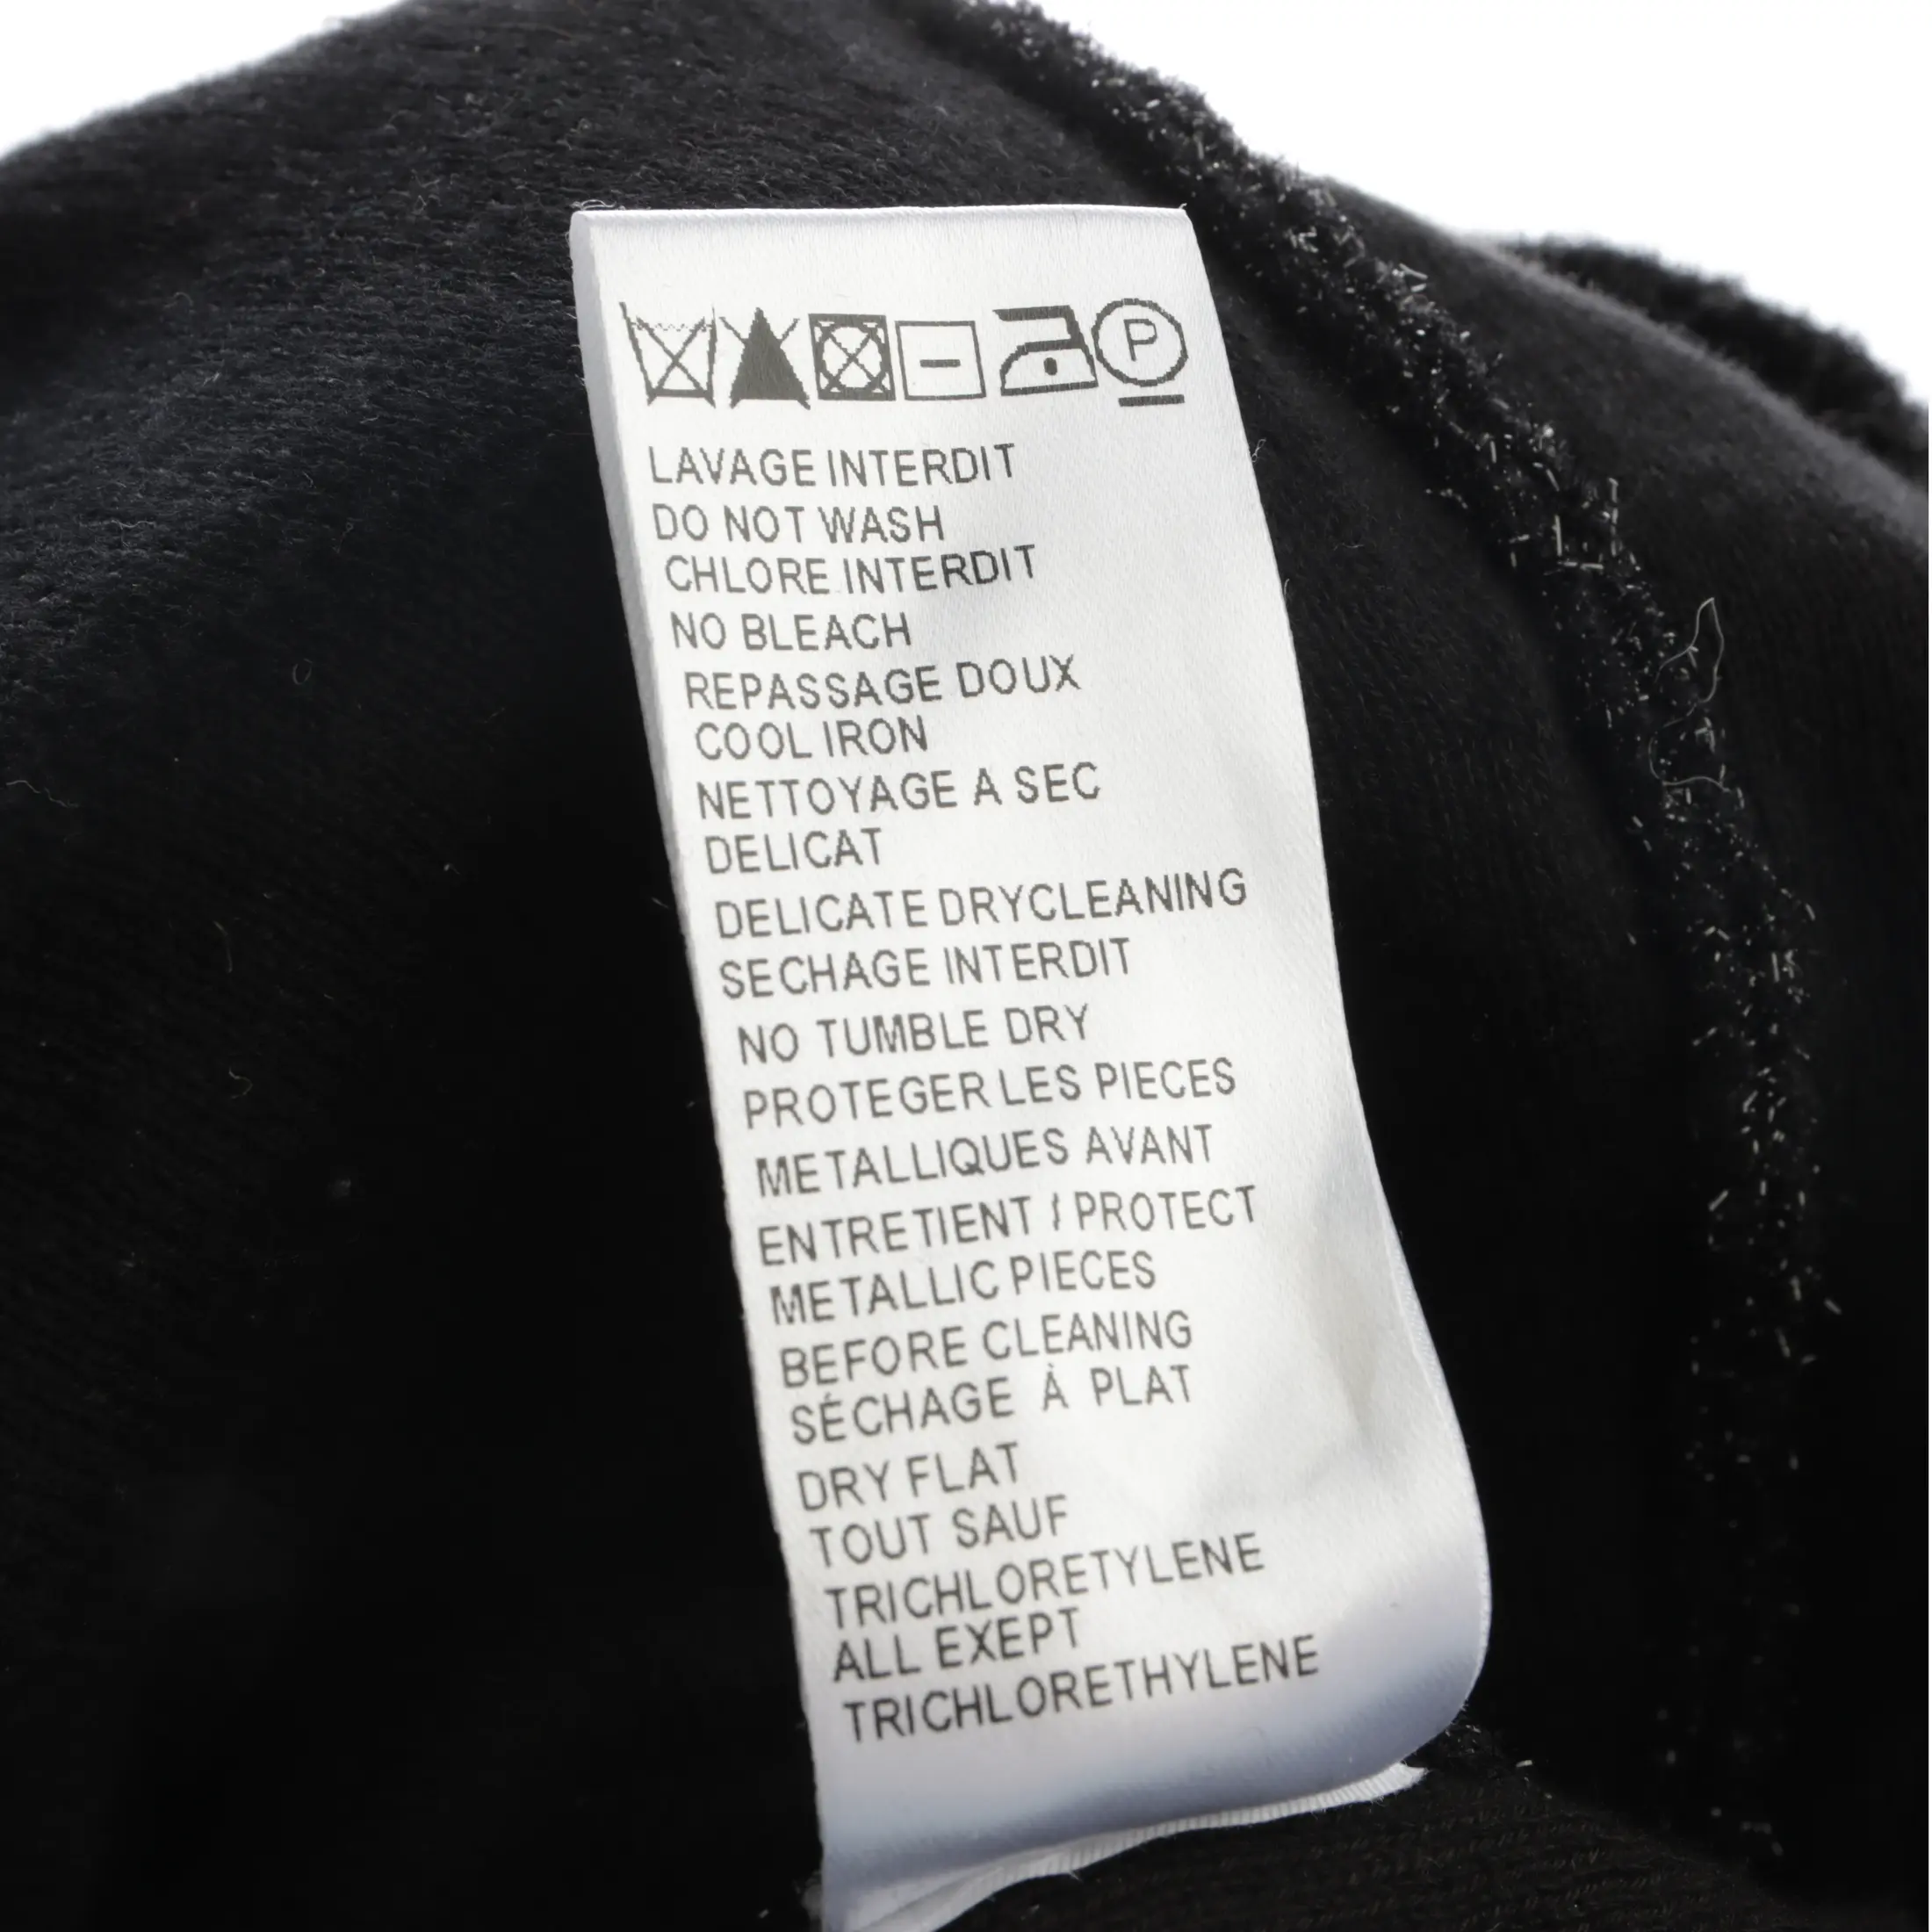 P
LAVAGE INTERDIT
DO NOT WASH
CHLORE INTERDIT
NO BLEACH
REPASSAGE DOUX
COOL IRON
NETTOYAGE A SEC
DELICAT
DELICATE DRYCLEANING
SECHAGE INTERDIT
NO TUMBLE DRY
PROTEGER LES PIECES
METALLIQUES AVANT
ENTRETIENT / PROTECT
METALLIC PIECES
BEFORE CLEANING
SÉCHAGE À PLAT
DRY FLAT
TOUT SAUF
TRICHLORETYLENE
ALL EXEPT
TRICHLORETHYLENE